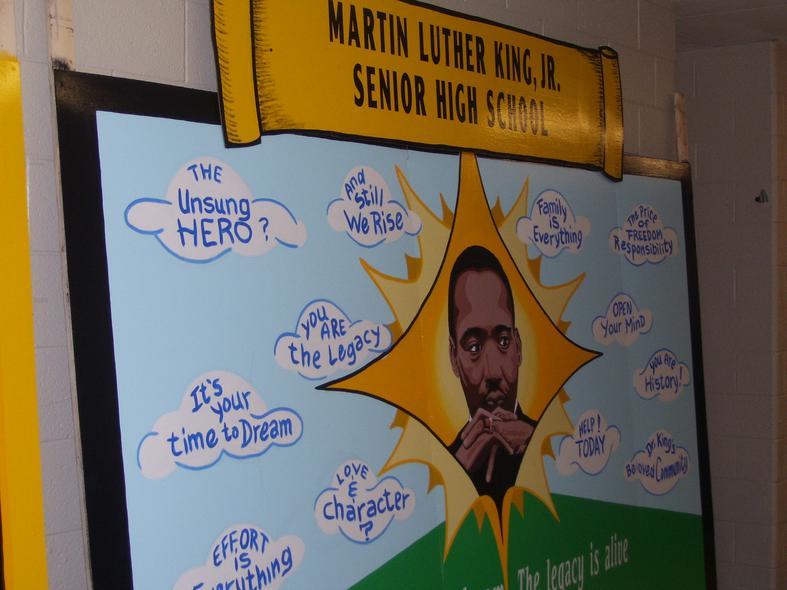 MARTIN LUTHER KING, JR.
SENIOR HIGH SCHOOL
THE
Unsung
HERO?
And
Still
We Rise
Family
is
Everything
The Price
of
FREEDOM
Responsibility
you
ARE
the Legacy
OPEN
Your MinD
you Are
History!
It's
your
time to Dream
HELP!
TODAY
Dr. King's
Beloved Community
LOVE
&
character
?
EFFORT
is
Everything
The legacy is alive